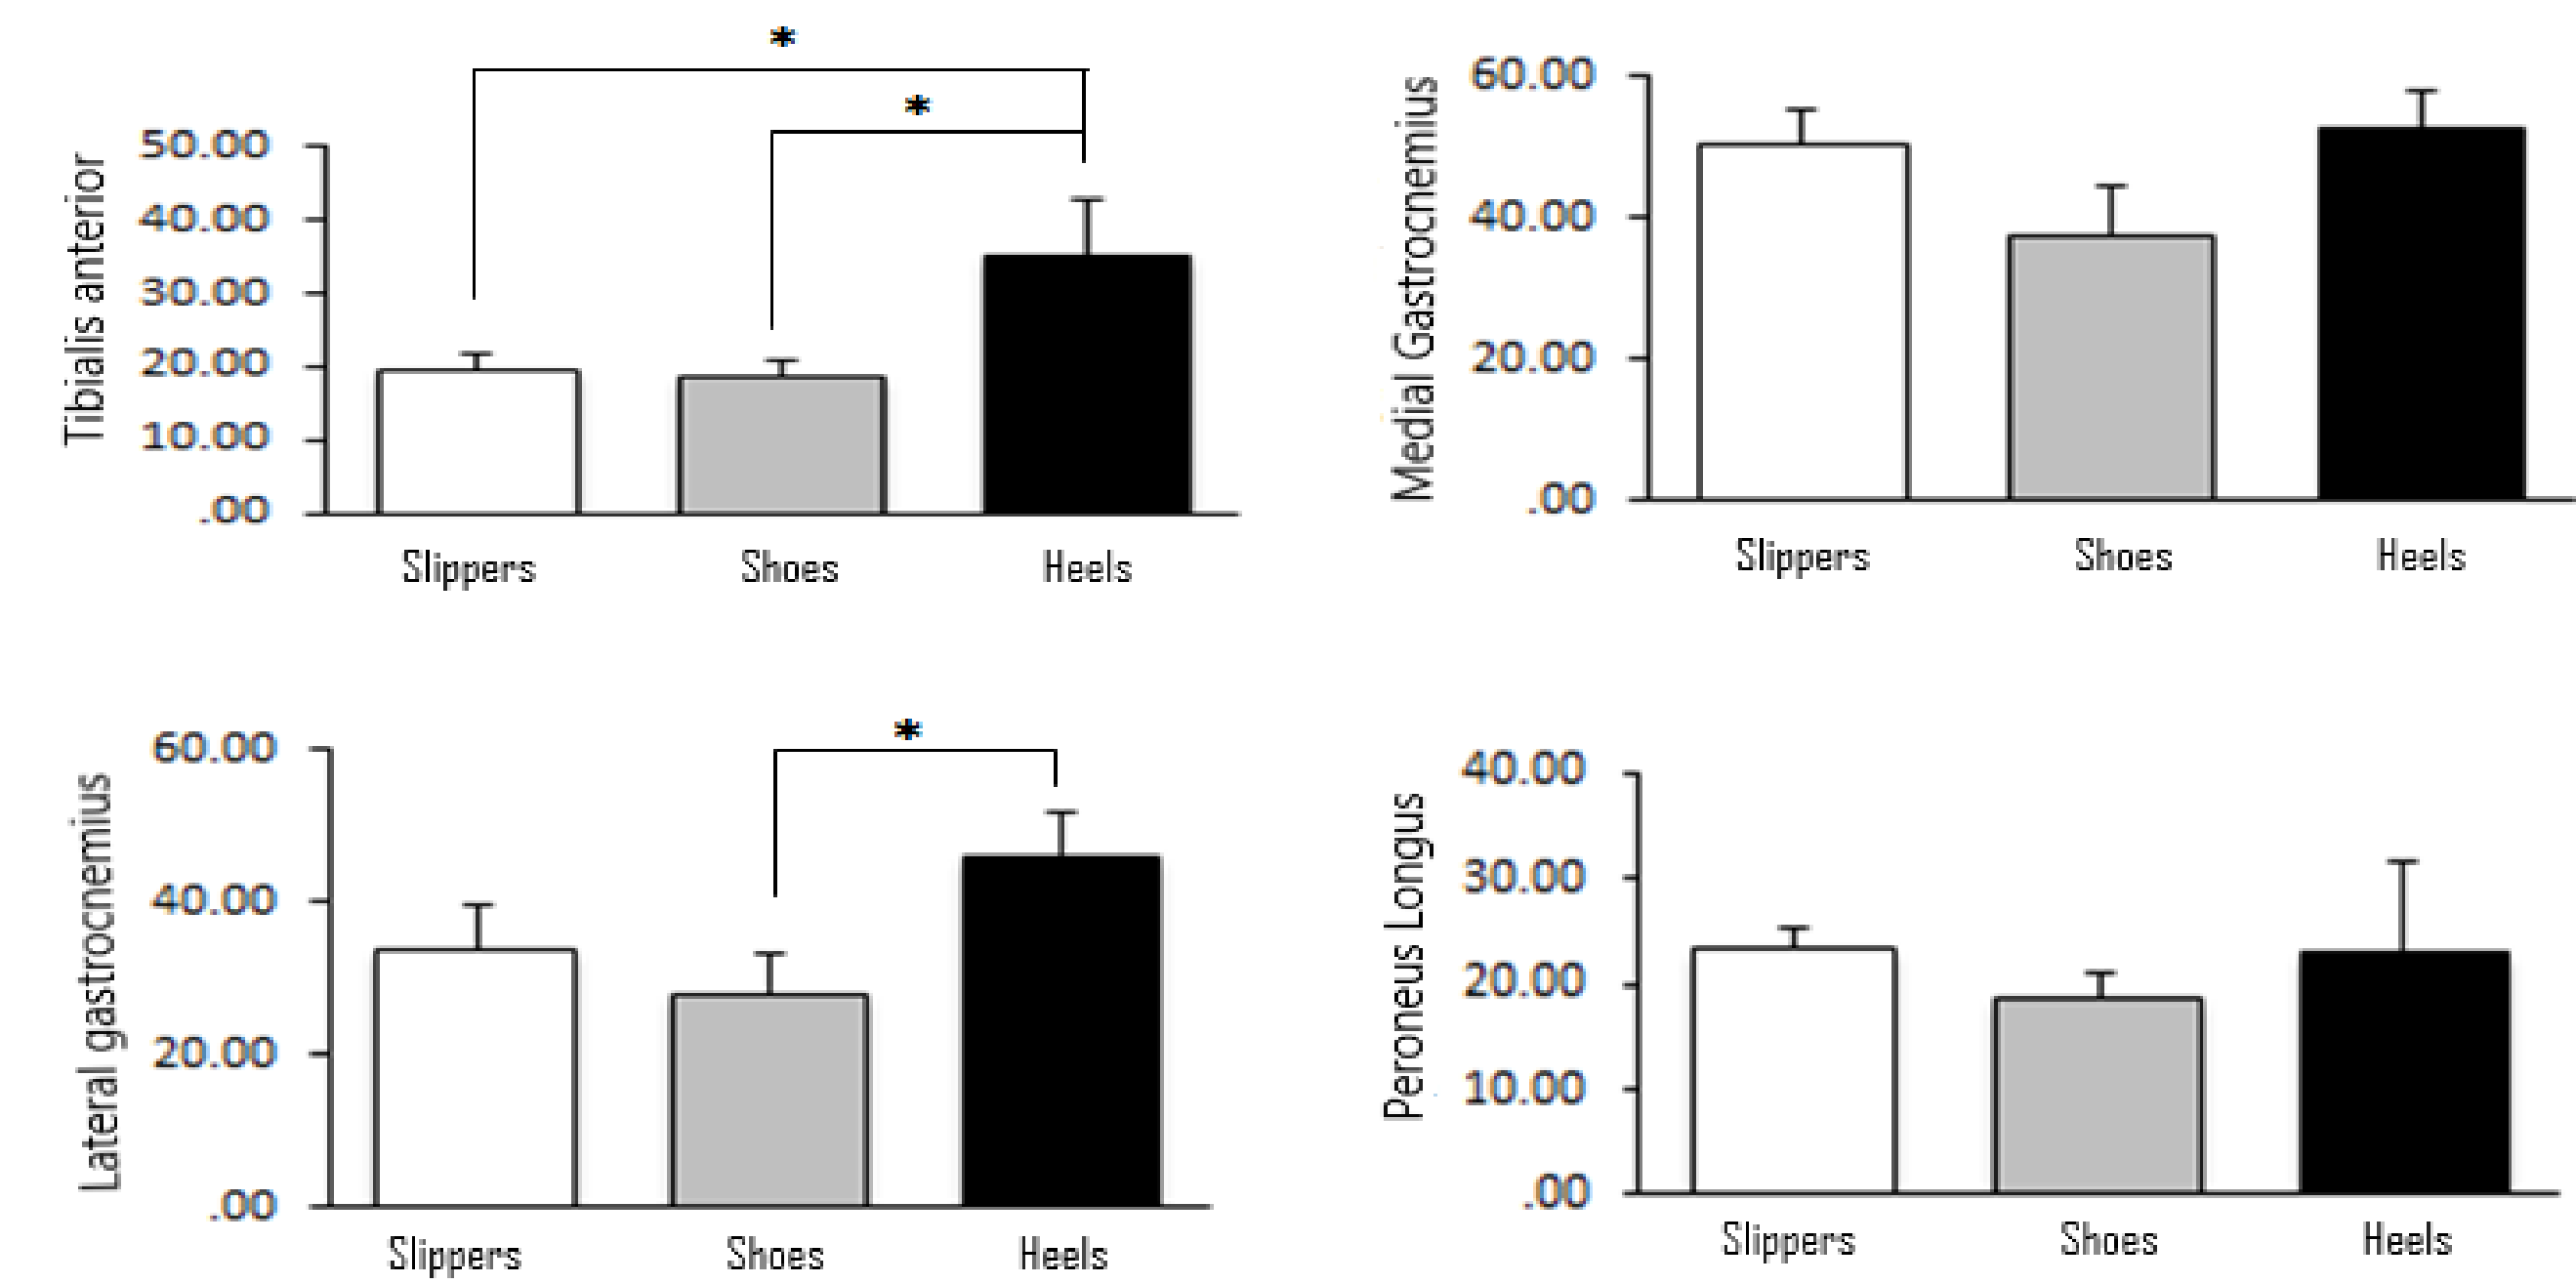 *
*
Tibialis anterior
50.00
40.00
30.00
20.00
10.00
.00
Slippers Shoes Heels
Medial Gastrocnemius
60.00
40.00
20.00
.00
Slippers Shoes Heels
*
Lateral gastrocnemius
60.00
40.00
20.00
.00
Slippers Shoes Heels
Peroneus Longus
40.00
30.00
20.00
10.00
.00
Slippers Shoes Heels